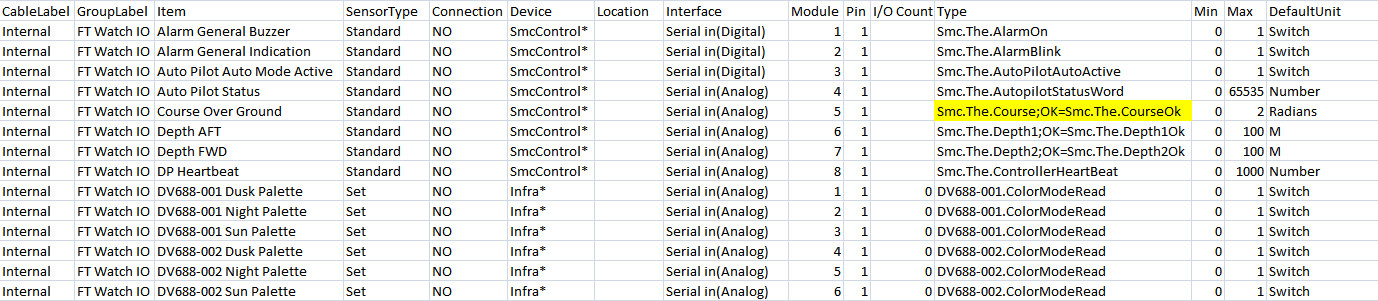 CableLabel GroupLabel Item SensorType Connection Device Location Interface Module Pin I/O Count Type Min Max DefaultUnit
Internal FT Watch IO Alarm General Buzzer Standard NO SmcControl* Serial in(Digital) 1 1 Smc.The.AlarmOn 0 1 Switch
Internal FT Watch IO Alarm General Indication Standard NO SmcControl* Serial in(Digital) 2 1 Smc.The.AlarmBlink 0 1 Switch
Internal FT Watch IO Auto Pilot Auto Mode Active Standard NO SmcControl* Serial in(Digital) 3 1 Smc.The.AutoPilotAutoActive 0 1 Switch
Internal FT Watch IO Auto Pilot Status Standard NO SmcControl* Serial in(Analog) 4 1 Smc.The.AutopilotStatusWord 0 65535 Number
Internal FT Watch IO Course Over Ground Standard NO SmcControl* Serial in(Analog) 5 1 Smc.The.Course;OK=Smc.The.CourseOk 0 2 Radians
Internal FT Watch IO Depth AFT Standard NO SmcControl* Serial in(Analog) 6 1 Smc.The.Depth1;OK=Smc.The.Depth1Ok 0 100 M
Internal FT Watch IO Depth FWD Standard NO SmcControl* Serial in(Analog) 7 1 Smc.The.Depth2;OK=Smc.The.Depth2Ok 0 100 M
Internal FT Watch IO DP Heartbeat Standard NO SmcControl* Serial in(Analog) 8 1 Smc.The.ControllerHeartBeat 0 1000 Number
Internal FT Watch IO DV688-001 Dusk Palette Set NO Infra* Serial in(Analog) 1 1 0 DV688-001.ColorModeRead 0 1 Switch
Internal FT Watch IO DV688-001 Night Palette Set NO Infra* Serial in(Analog) 2 1 0 DV688-001.ColorModeRead 0 1 Switch
Internal FT Watch IO DV688-001 Sun Palette Set NO Infra* Serial in(Analog) 3 1 0 DV688-001.ColorModeRead 0 1 Switch
Internal FT Watch IO DV688-002 Dusk Palette Set NO Infra* Serial in(Analog) 4 1 0 DV688-002.ColorModeRead 0 1 Switch
Internal FT Watch IO DV688-002 Night Palette Set NO Infra* Serial in(Analog) 5 1 0 DV688-002.ColorModeRead 0 1 Switch
Internal FT Watch IO DV688-002 Sun Palette Set NO Infra* Serial in(Analog) 6 1 0 DV688-002.ColorModeRead 0 1 Switch